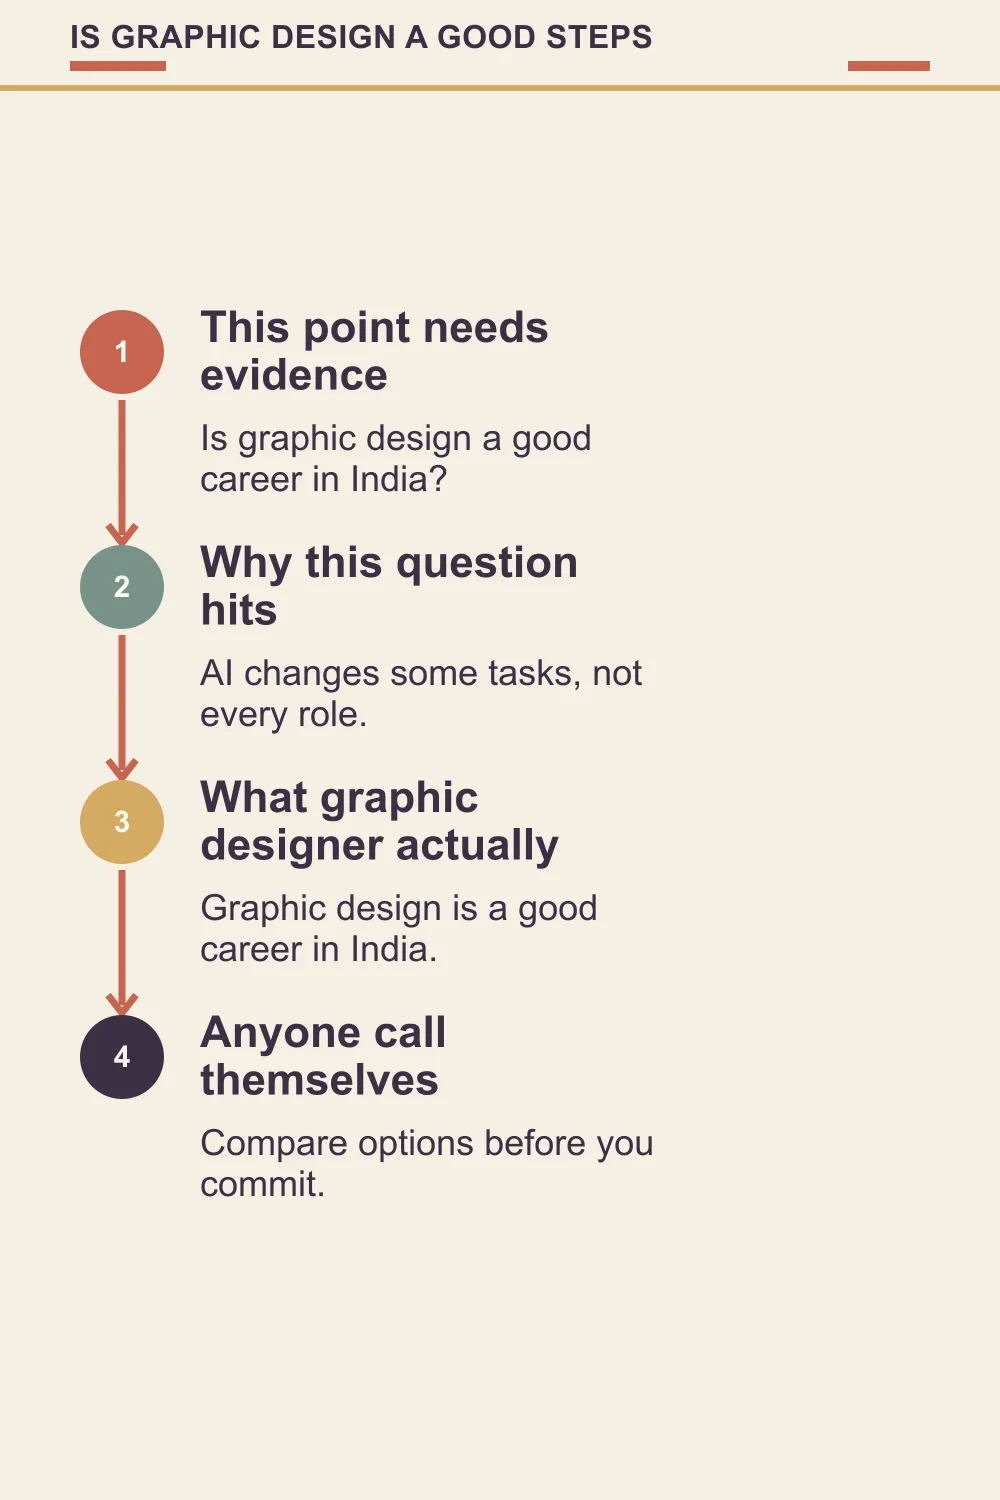 IS GRAPHIC DESIGN A GOOD STEPS
1
This point needs
evidence
Is graphic design a good
career in India?
2
Why this question
hits
AI changes some tasks, not
every role.
3
What graphic
designer actually
Graphic design is a good
career in India.
4
Anyone call
themselves
Compare options before you
commit.